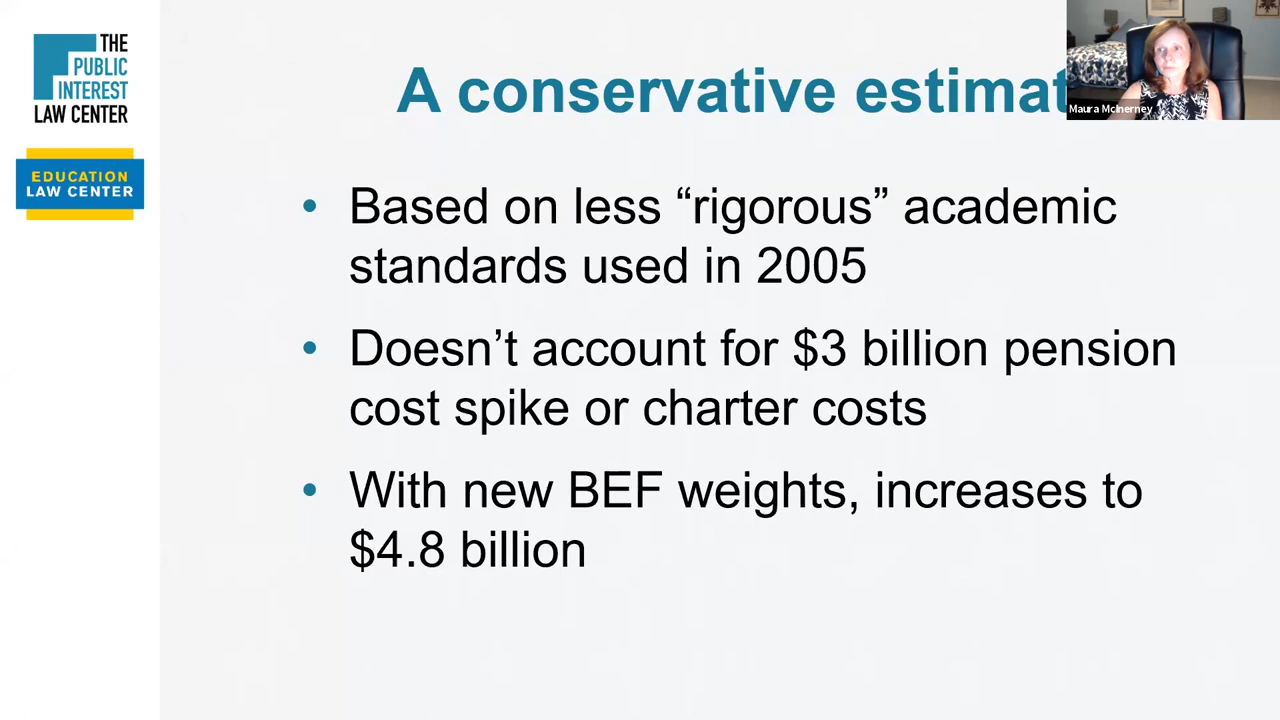 THE
PUBLIC
INTEREST
LAW CENTER
EDUCATION
LAW CENTER
A conservative estimat
Maura McInerney
• Based on less “rigorous” academic
standards used in 2005
• Doesn’t account for $3 billion pension
cost spike or charter costs
• With new BEF weights, increases to
$4.8 billion